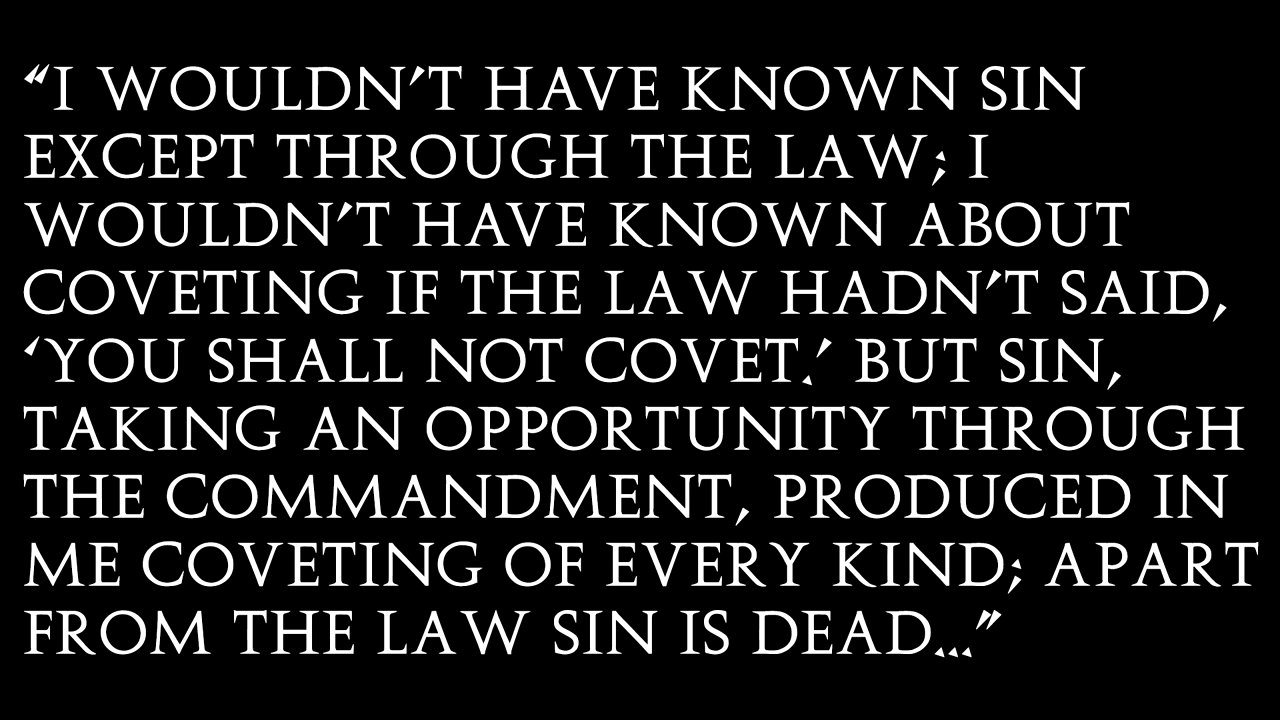 “I WOULDN’T HAVE KNOWN SIN
EXCEPT THROUGH THE LAW; I
WOULDN’T HAVE KNOWN ABOUT
COVETING IF THE LAW HADN’T SAID,
‘YOU SHALL NOT COVET.’ BUT SIN,
TAKING AN OPPORTUNITY THROUGH
THE COMMANDMENT, PRODUCED IN
ME COVETING OF EVERY KIND; APART
FROM THE LAW SIN IS DEAD...”